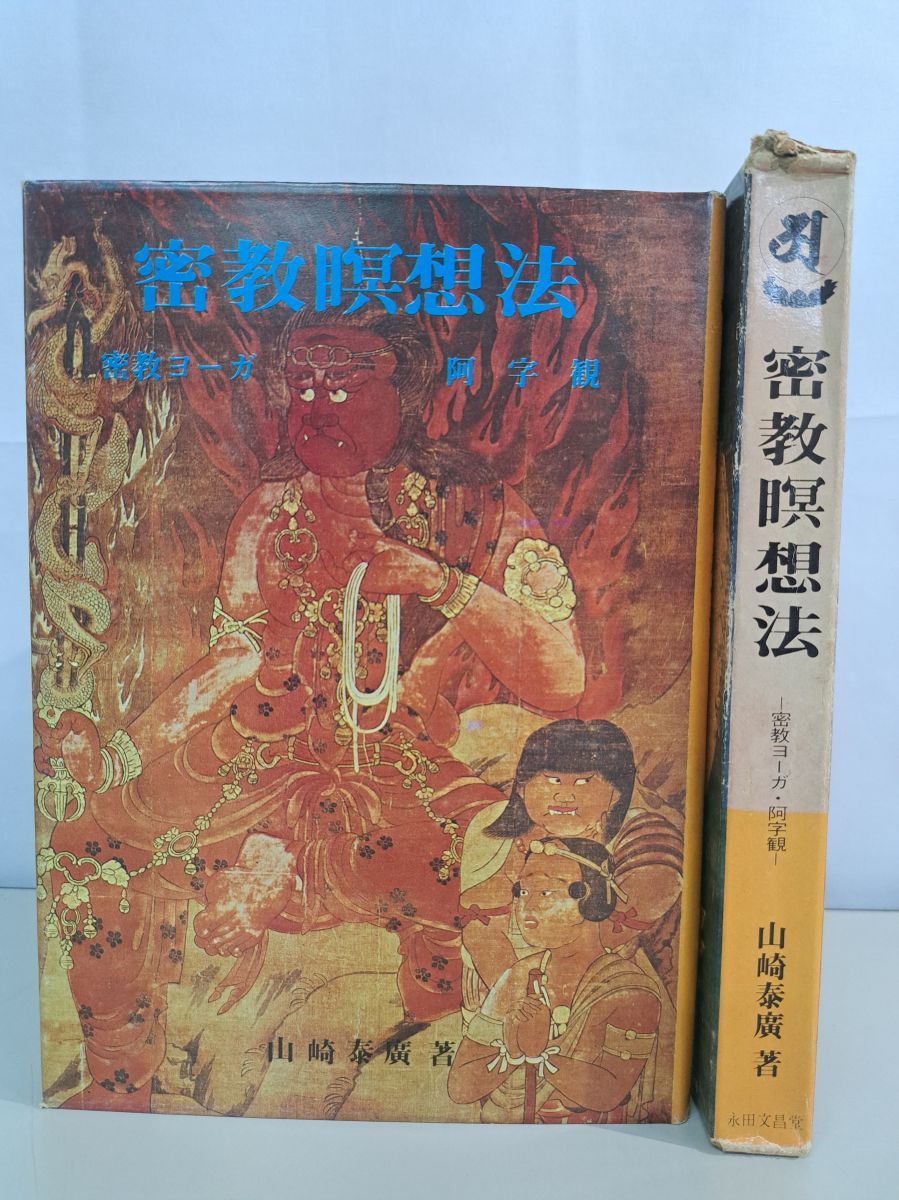 密教瞑想法
密教ヨーガ 阿字観
山崎泰廣 著
密教瞑想法
―密教ヨーガ・阿字観―
山崎泰廣 著
永田文昌堂